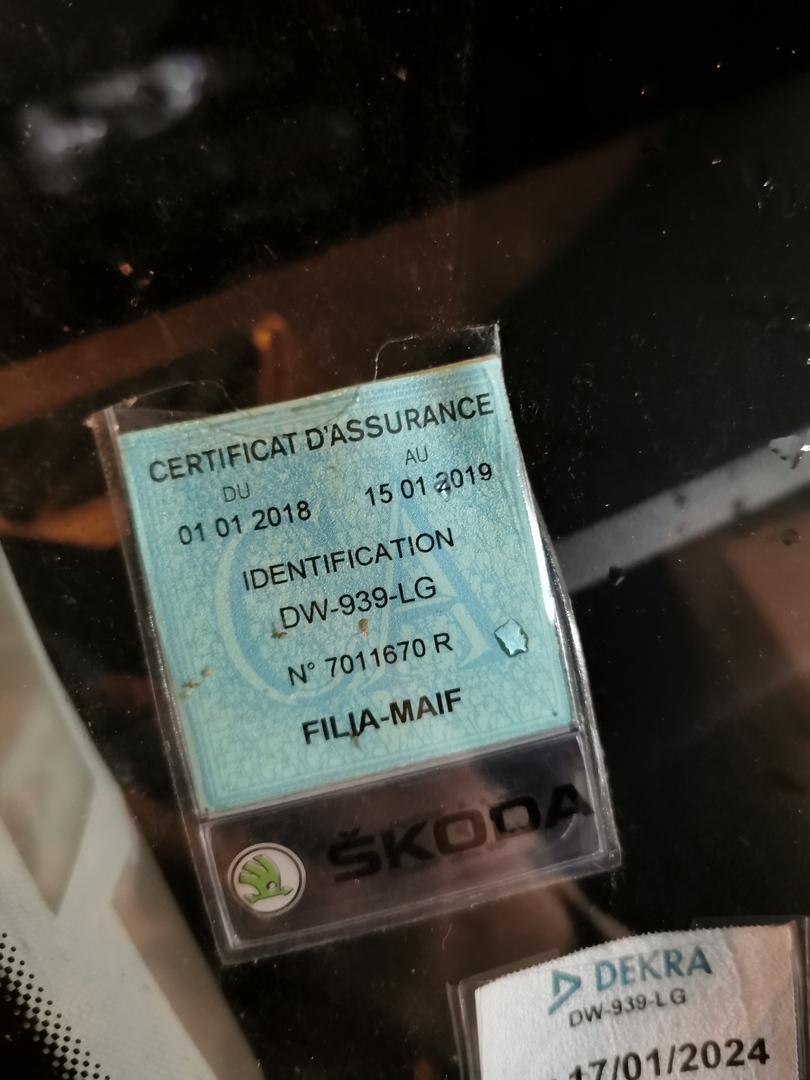 CERTIFICAT D'ASSURANCE
DU AU
01 01 2018 15 01 2019
IDENTIFICATION
DW-939-LG
N° 7011670 R
FILIA-MAIF
ŠKODA
DEKRA
DW-939-LG
17/01/2024